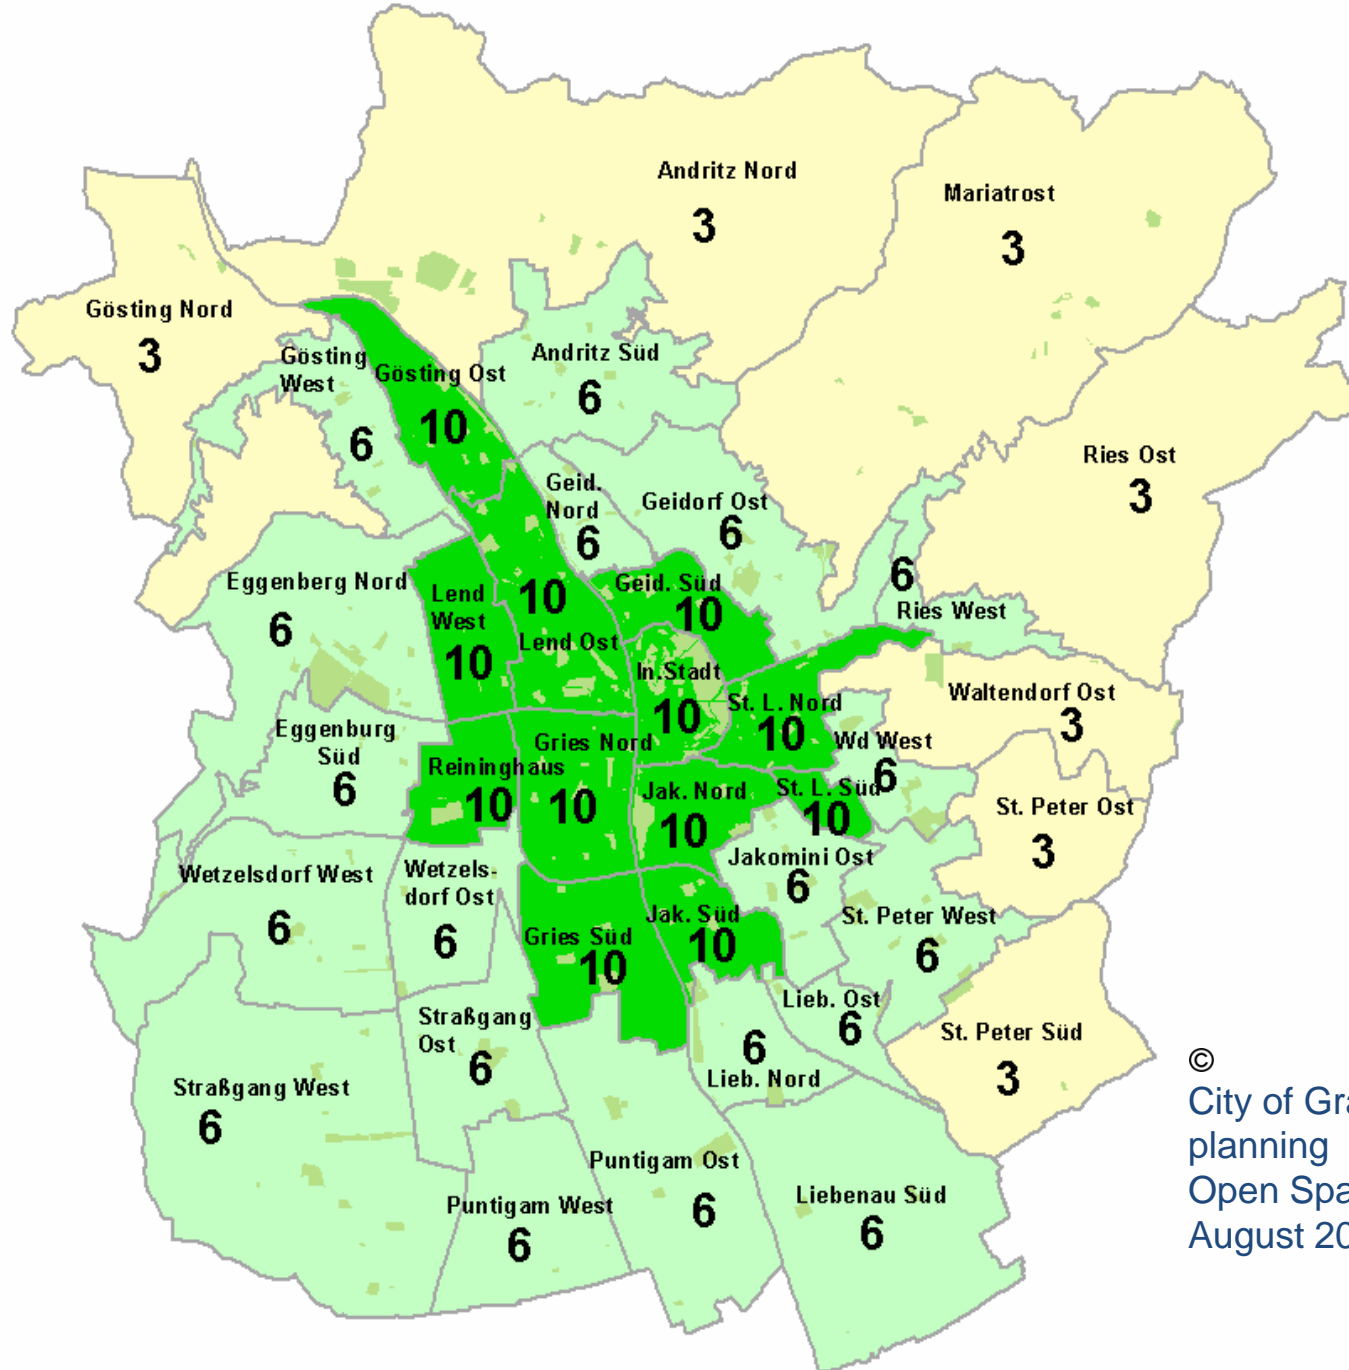 Andritz Nord
3
Mariatrost
3
Gösting Nord
3
Gösting
West
6
Gösting Ost
10
Andritz Süd
6
Ries Ost
3
Geid.
Nord
6
Geidorf Ost
6
Eggenberg Nord
6
Lend
West
10
10
Lend Ost
Geid. Süd
10
6
Ries West
In.Stadt
10
St. L. Nord
10
Waltendorf Ost
3
Wd West
6
Eggenburg
Süd
6
Reininghaus
10
Gries Nord
10
Jak. Nord
10
St. L. Süd
10
St. Peter Ost
3
Wetzelsdorf West
6
Wetzels-
dorf Ost
6
Jakomini Ost
6
Gries Süd
10
Jak. Süd
10
St. Peter West
6
Straßgang
Ost
6
Lieb. Ost
6
6
Lieb. Nord
St. Peter Süd
3
Straßgang West
6
Puntigam Ost
6
Puntigam West
6
Liebenau Süd
6
©
City of Gra
planning
Open Spa
August 20